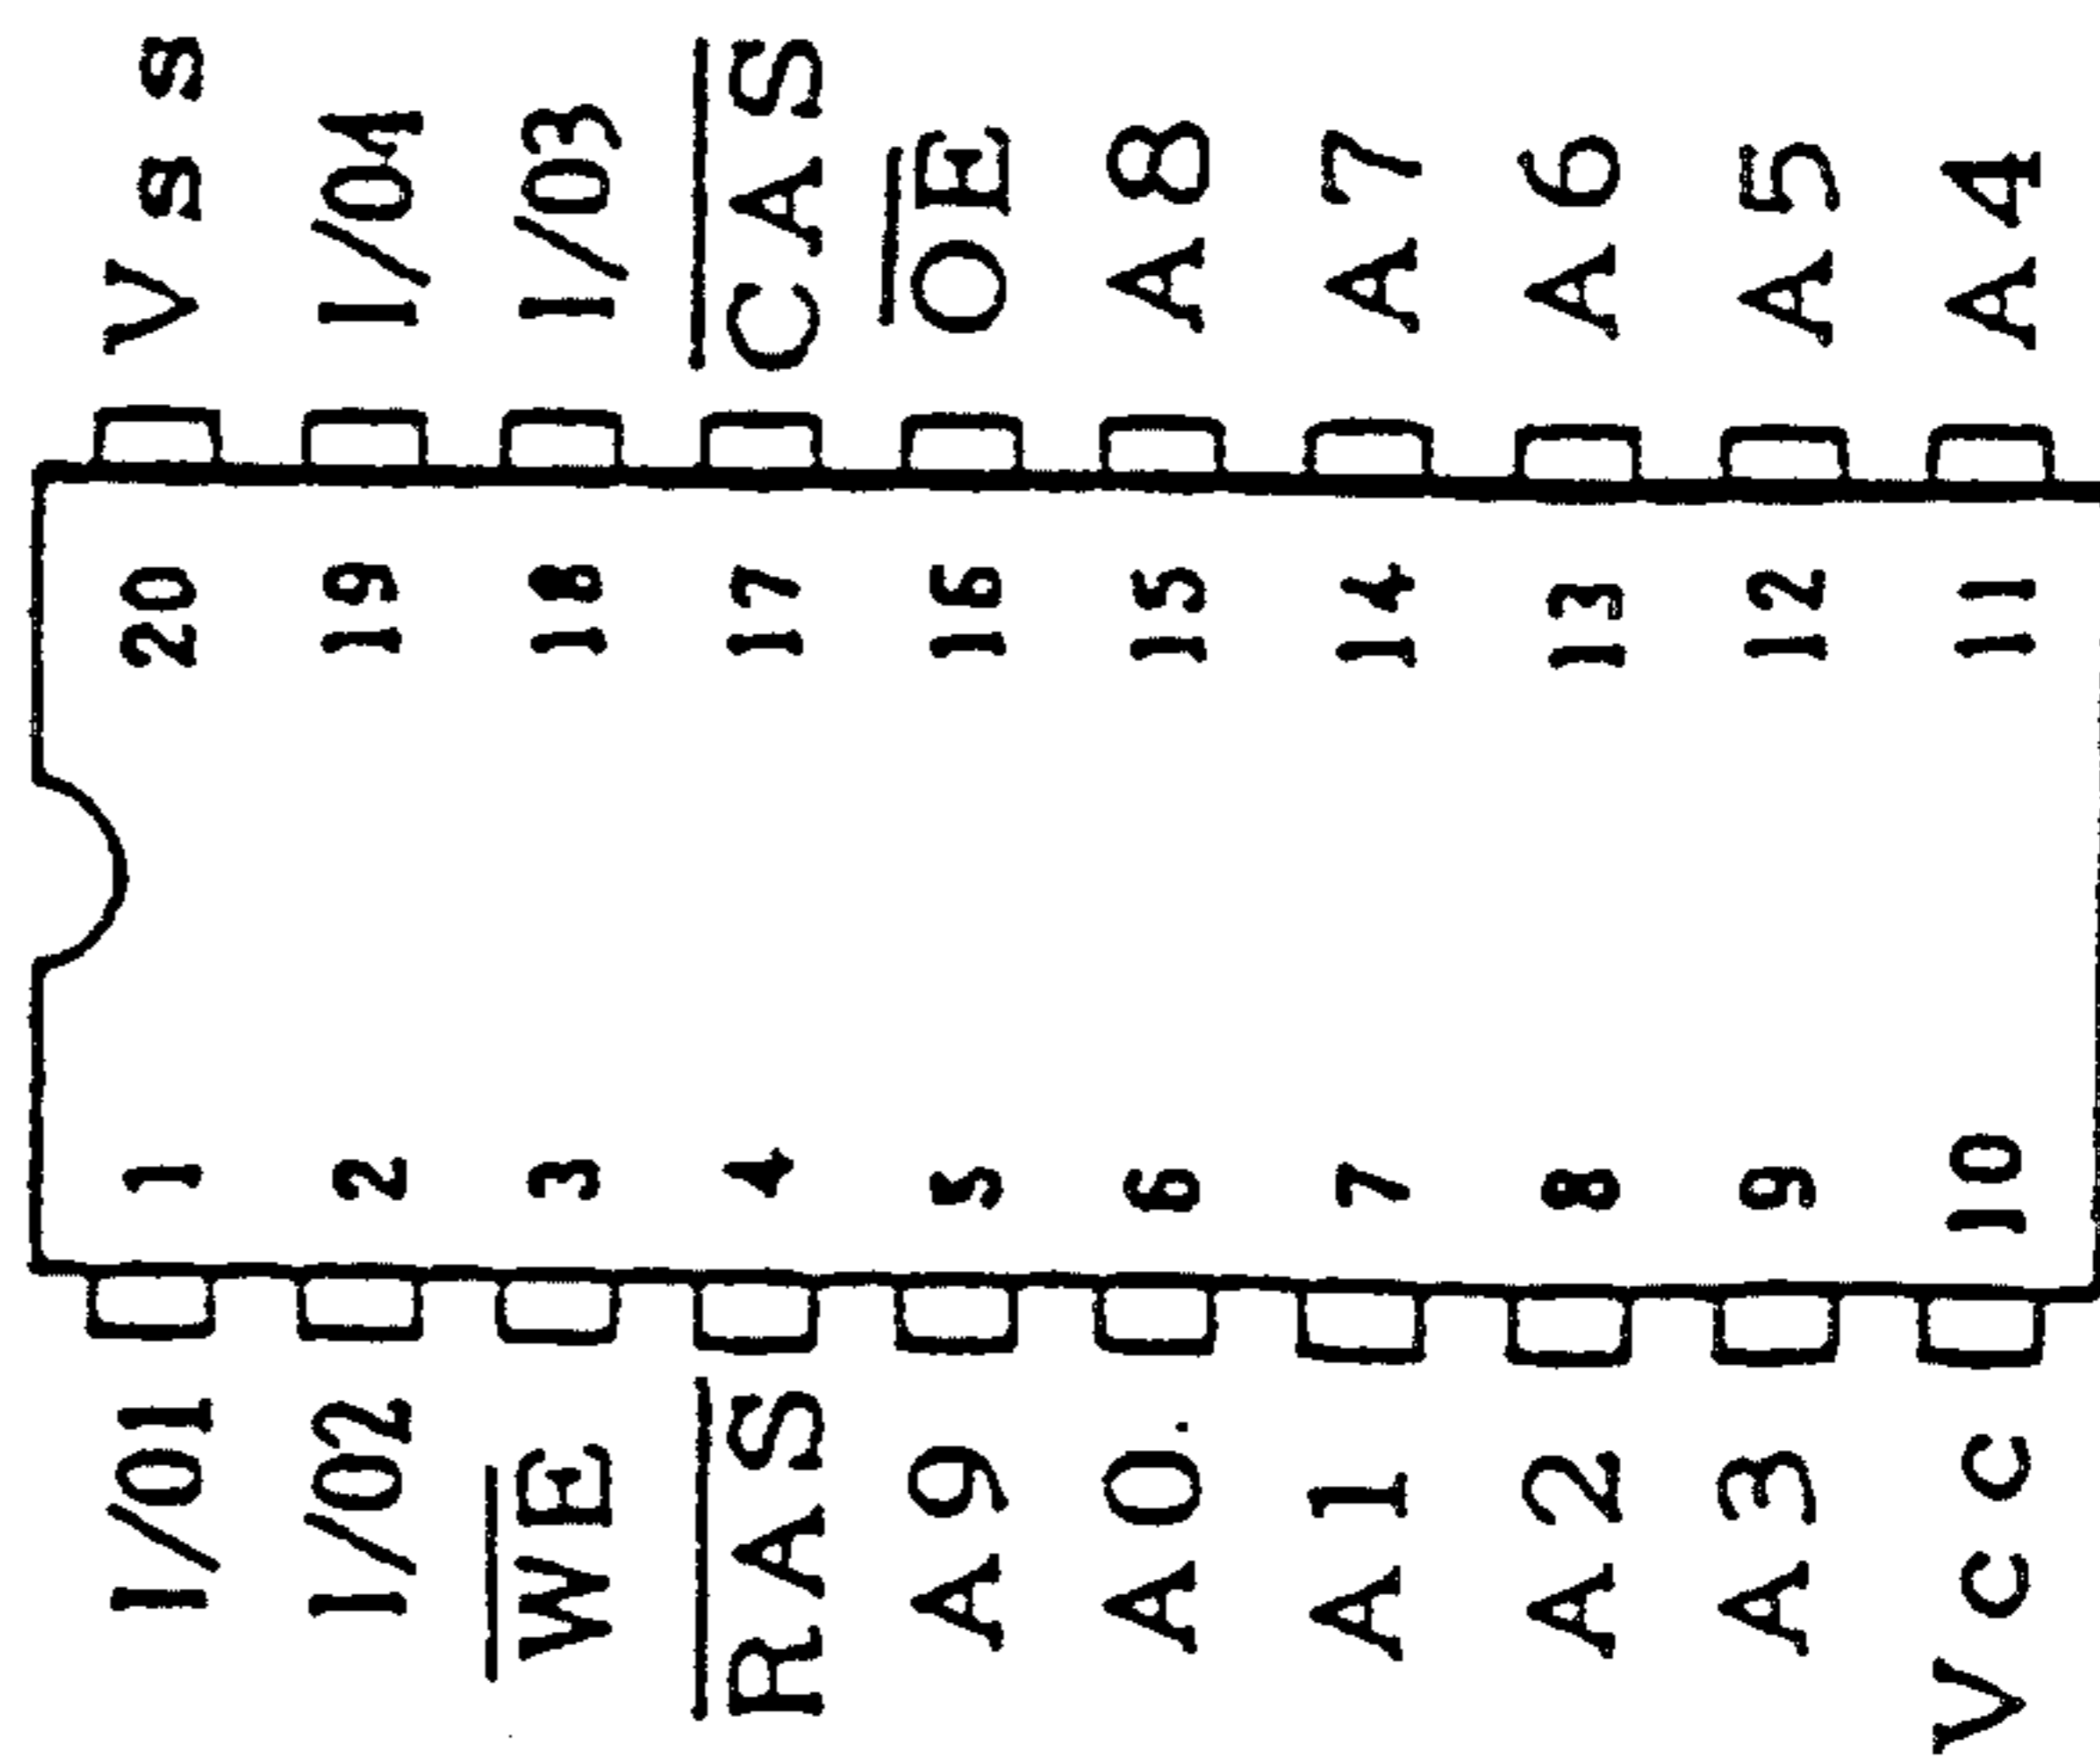 I/O1 1 20 Vss
I/O2 2 19 I/O4
WE 3 18 I/O3
RAS 4 17 CAS
A9 5 16 OE
A0 6 15 A8
A1 7 14 A7
A2 8 13 A6
A3 9 12 A5
Vcc 10 11 A4